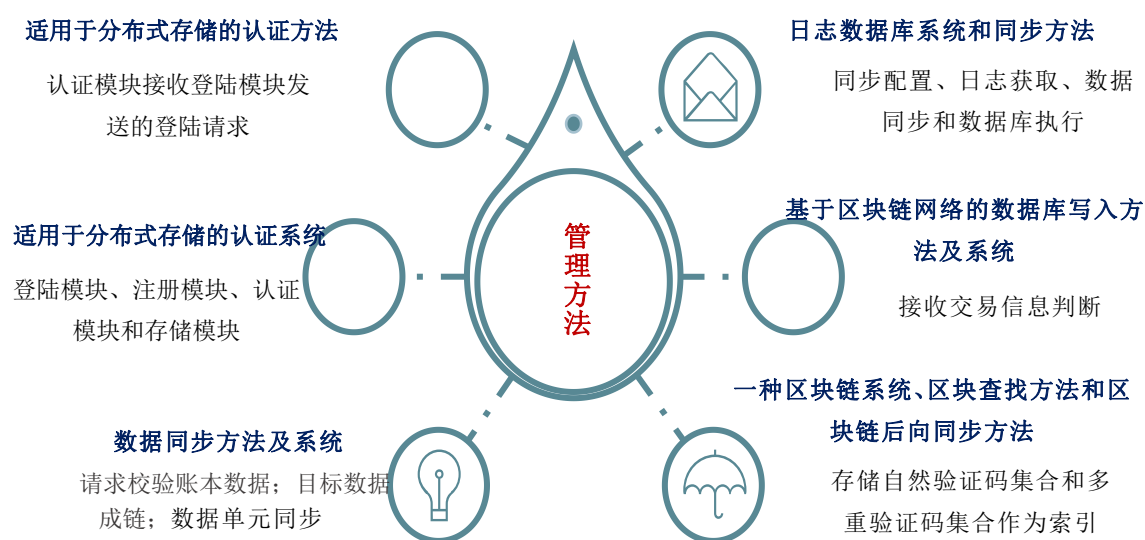 适用于分布式存储的认证方法
认证模块接收登陆模块发
送的登陆请求
适用于分布式存储的认证系统
登陆模块、注册模块、认证
模块和存储模块
数据同步方法及系统
请求校验账本数据；目标数据
成链；数据单元同步
管
理
方
法
日志数据库系统和同步方法
同步配置、日志获取、数据
同步和数据库执行
基于区块链网络的数据库写入方
法及系统
接收交易信息判断
一种区块链系统、区块查找方法和区
块链后向同步方法
存储自然验证码集合和多
重验证码集合作为索引